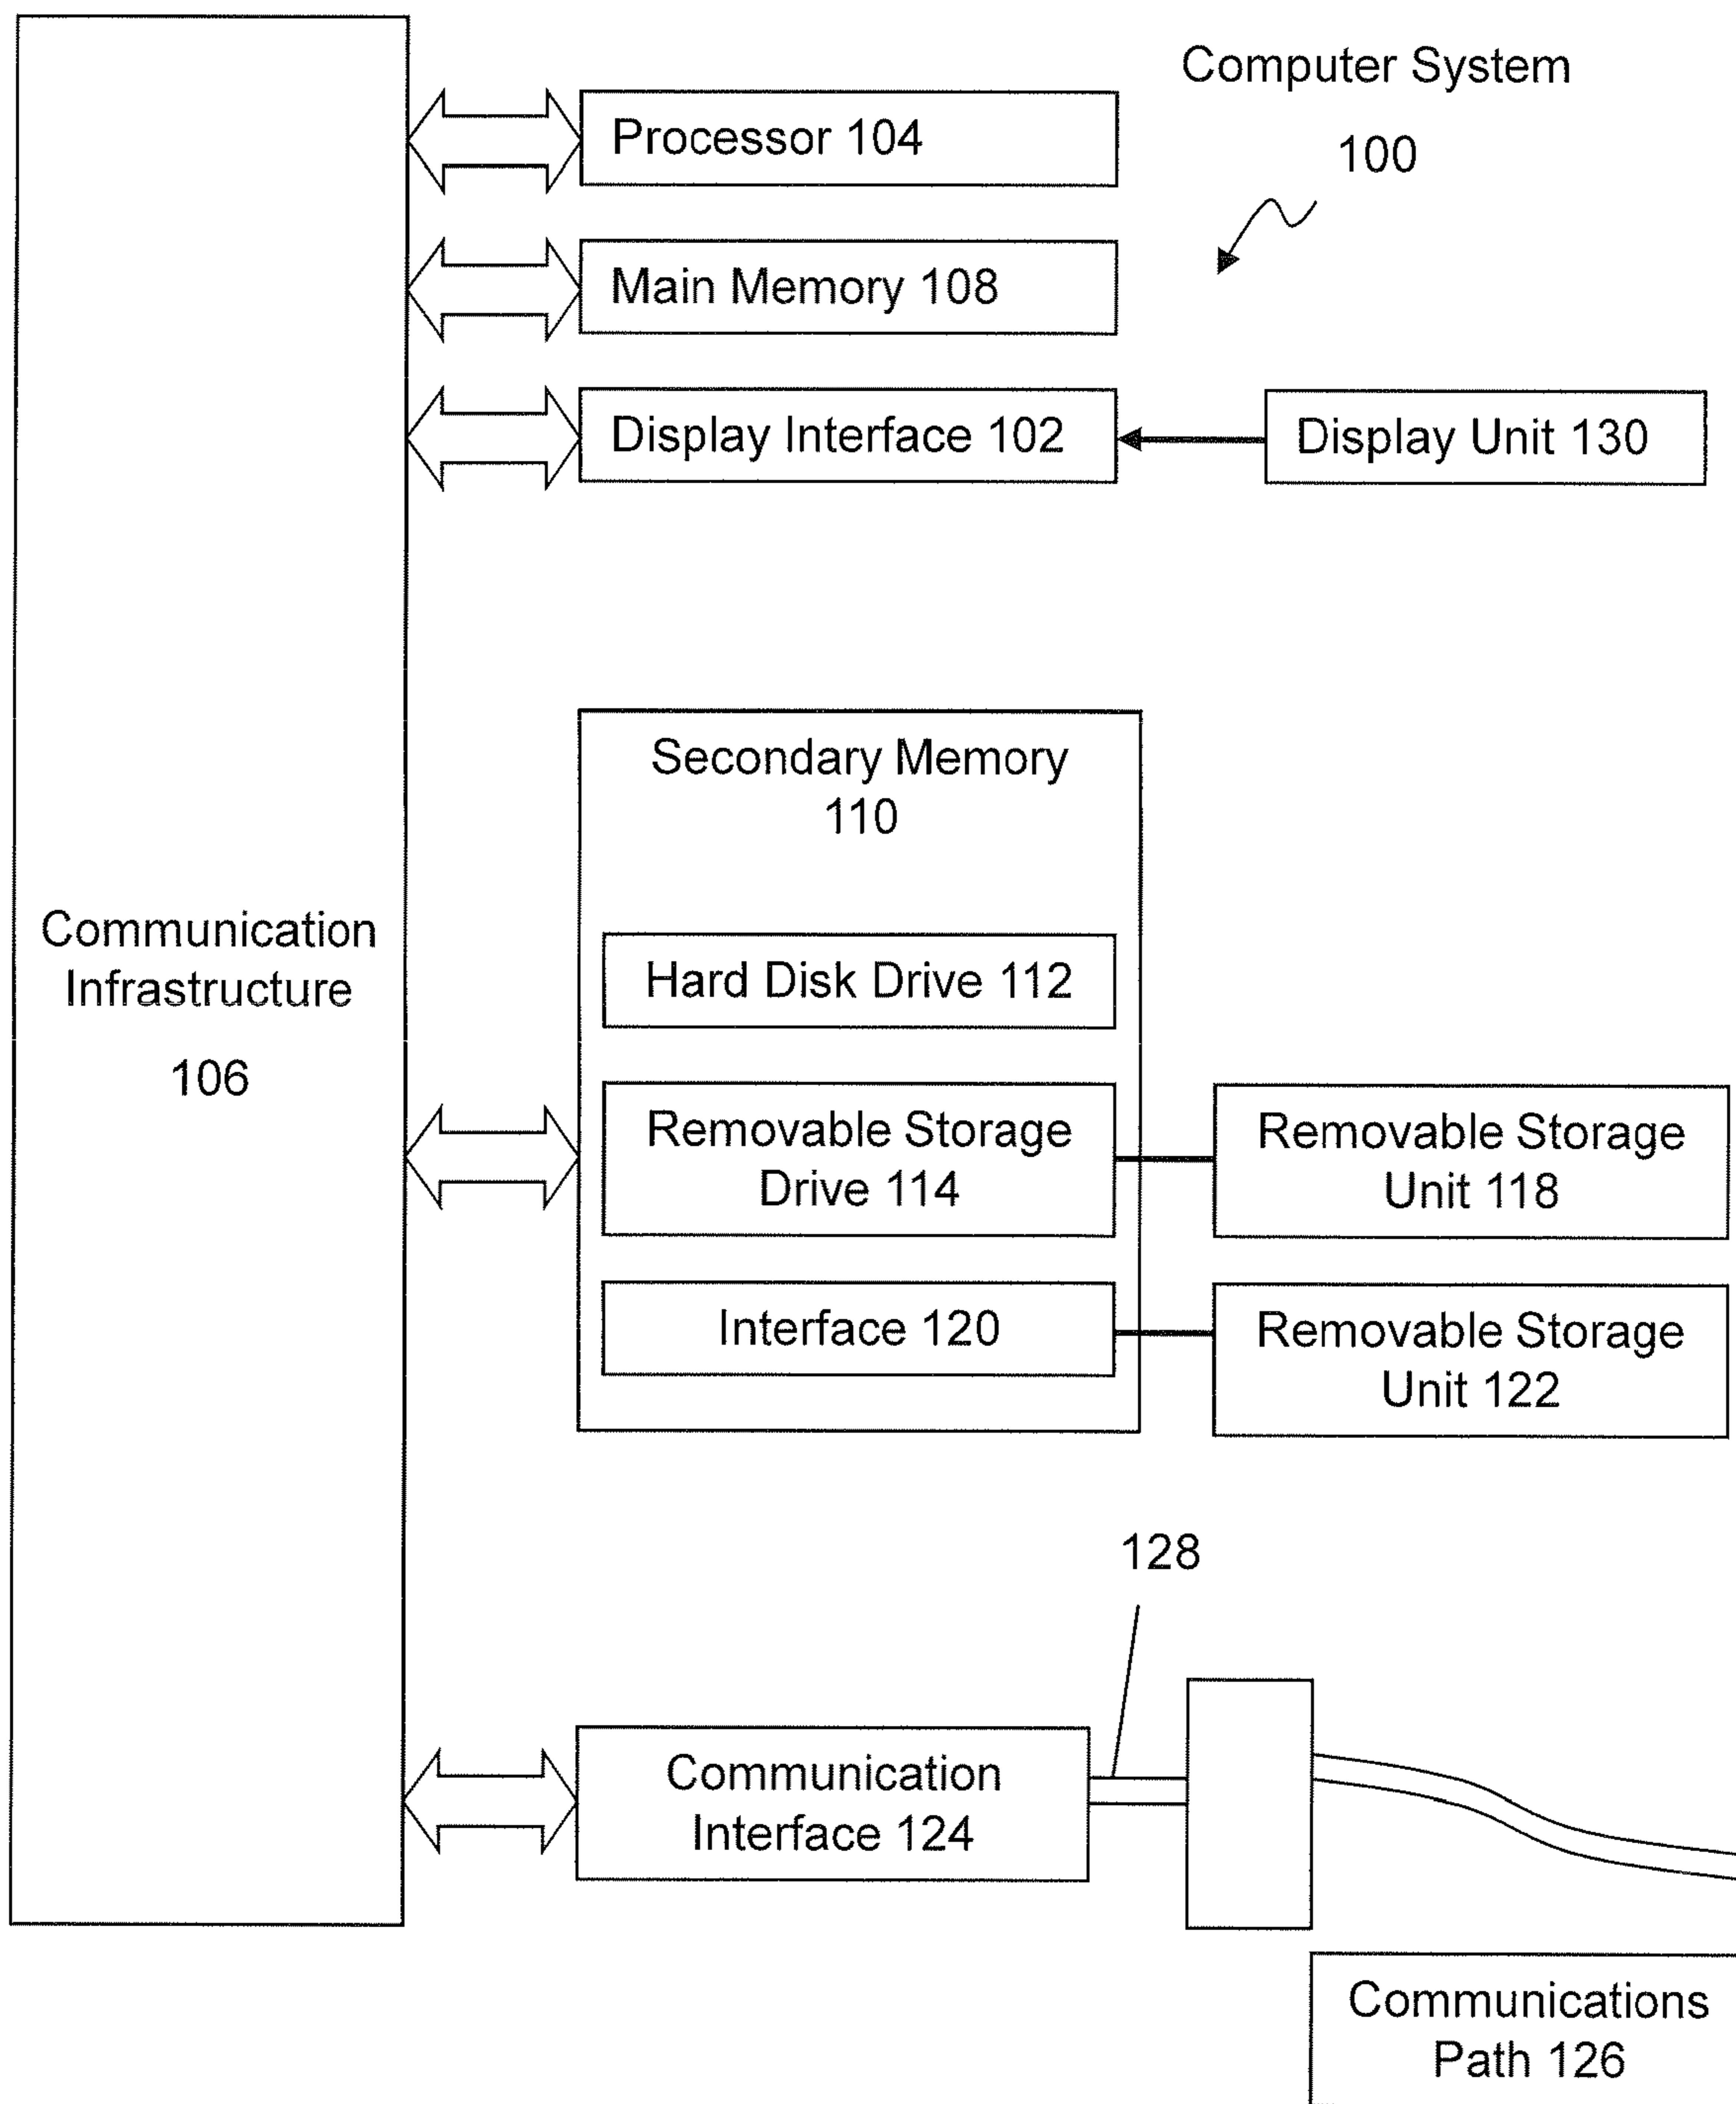 Computer System
100
Processor 104
Main Memory 108
Display Interface 102
Display Unit 130
Secondary Memory
110
Communication
Infrastructure
106
Hard Disk Drive 112
Removable Storage
Drive 114
Removable Storage
Unit 118
Interface 120
Removable Storage
Unit 122
128
Communication
Interface 124
Communications
Path 126